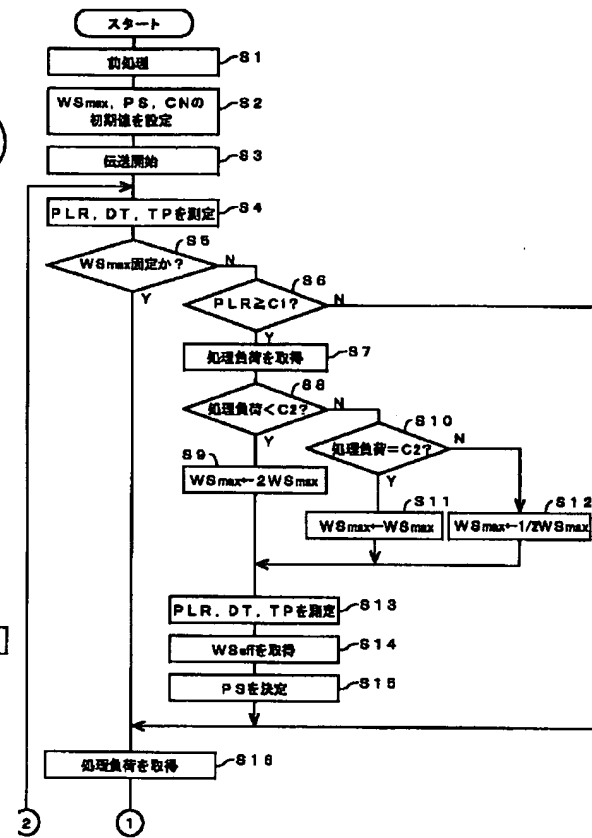 スタート
前処理
S1
WSmax, PS, CNの
初期値を設定
S2
伝送開始
S3
PLR, DT, TPを測定
S4
WSmax固定か?
S5
N
Y
PLR≧C1?
S6
N
Y
処理負荷を取得
S7
処理負荷<C2?
S8
N
Y
処理負荷=C2?
S10
N
Y
S9
WSmax←2WSmax
S11
WSmax←WSmax
S12
WSmax←1/2WSmax
PLR, DT, TPを測定
S13
WSeffを取得
S14
PSを決定
S15
処理負荷を取得
S16
2
1